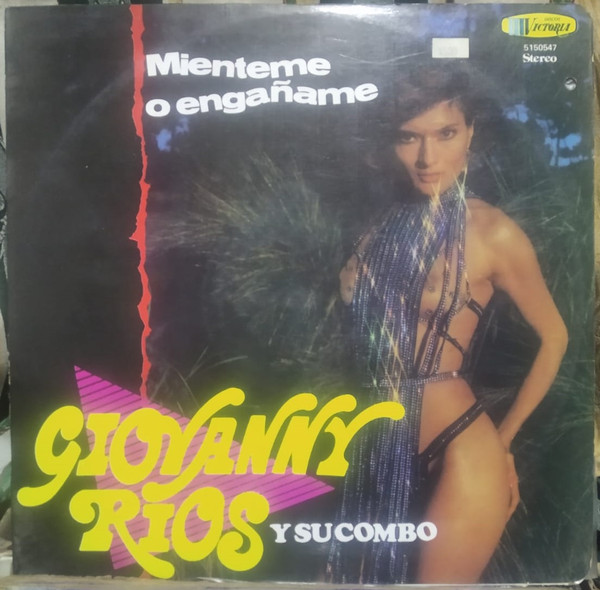 Victoria
5150547
Stereo
Mienteme
o engañame
GIOVANNY
RIOS
Y SU COMBO